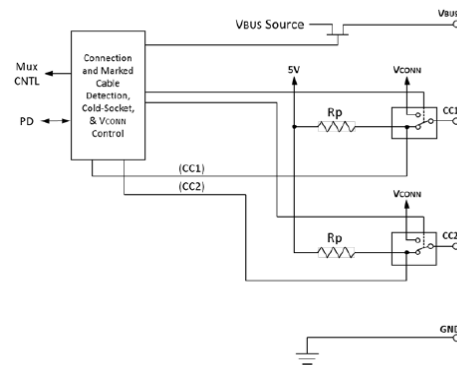 VBUS Source
VBUS
Connection
and Marked
Cable
Detection,
Cold-Socket,
& VCONN
Control
Mux
CNTL
PD
5V
VCONN
Rp
CC1
(CC1)
(CC2)
VCONN
Rp
CC2
GND